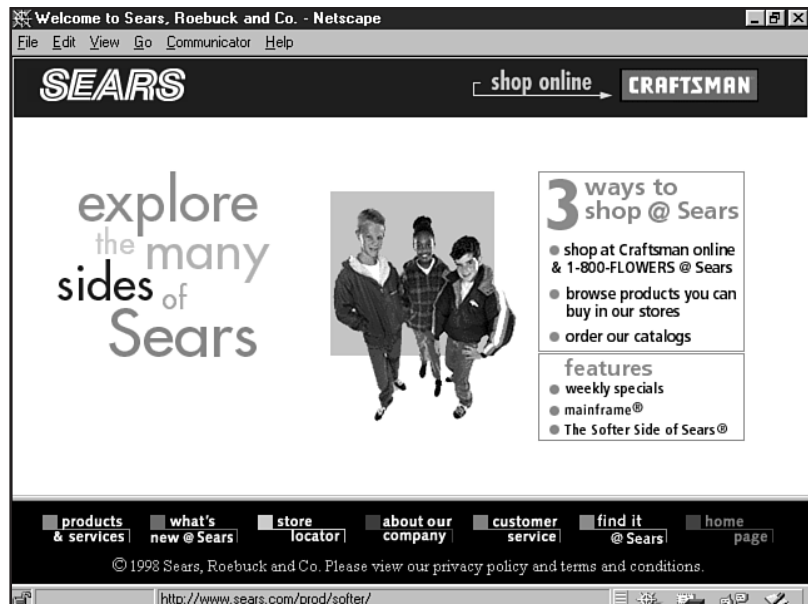 Welcome to Sears, Roebuck and Co. - Netscape
File Edit View Go Communicator Help
SEARS
shop online
CRAFTSMAN
explore
the many
sides of
Sears
3 ways to
shop @ Sears
shop at Craftsman online
& 1-800-FLOWERS @ Sears
browse products you can
buy in our stores
order our catalogs
features
weekly specials
mainframe®
The Softer Side of Sears®
products
& services
what's
new @ Sears
store
locator
about our
company
customer
service
find it
@ Sears
home
page
© 1998 Sears, Roebuck and Co. Please view our privacy policy and terms and conditions.
http://www.sears.com/prod/softer/